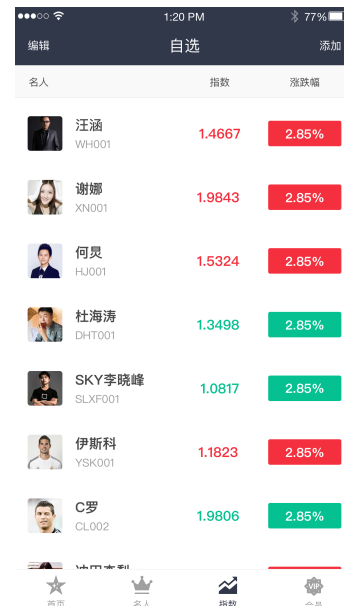 1:20 PM
77%
编辑
自选
添加
名人
指数
涨跌幅
汪涵
1.4667
2.85%
WH001
谢娜
1.9843
2.85%
XN001
何炅
1.5324
2.85%
HJ001
杜海涛
1.3498
2.85%
DHT001
SKY李晓峰
1.0817
2.85%
SLXF001
伊斯科
1.1823
2.85%
YSK001
C罗
1.9806
2.85%
CL002
VIP
首页
名人
指数
会员